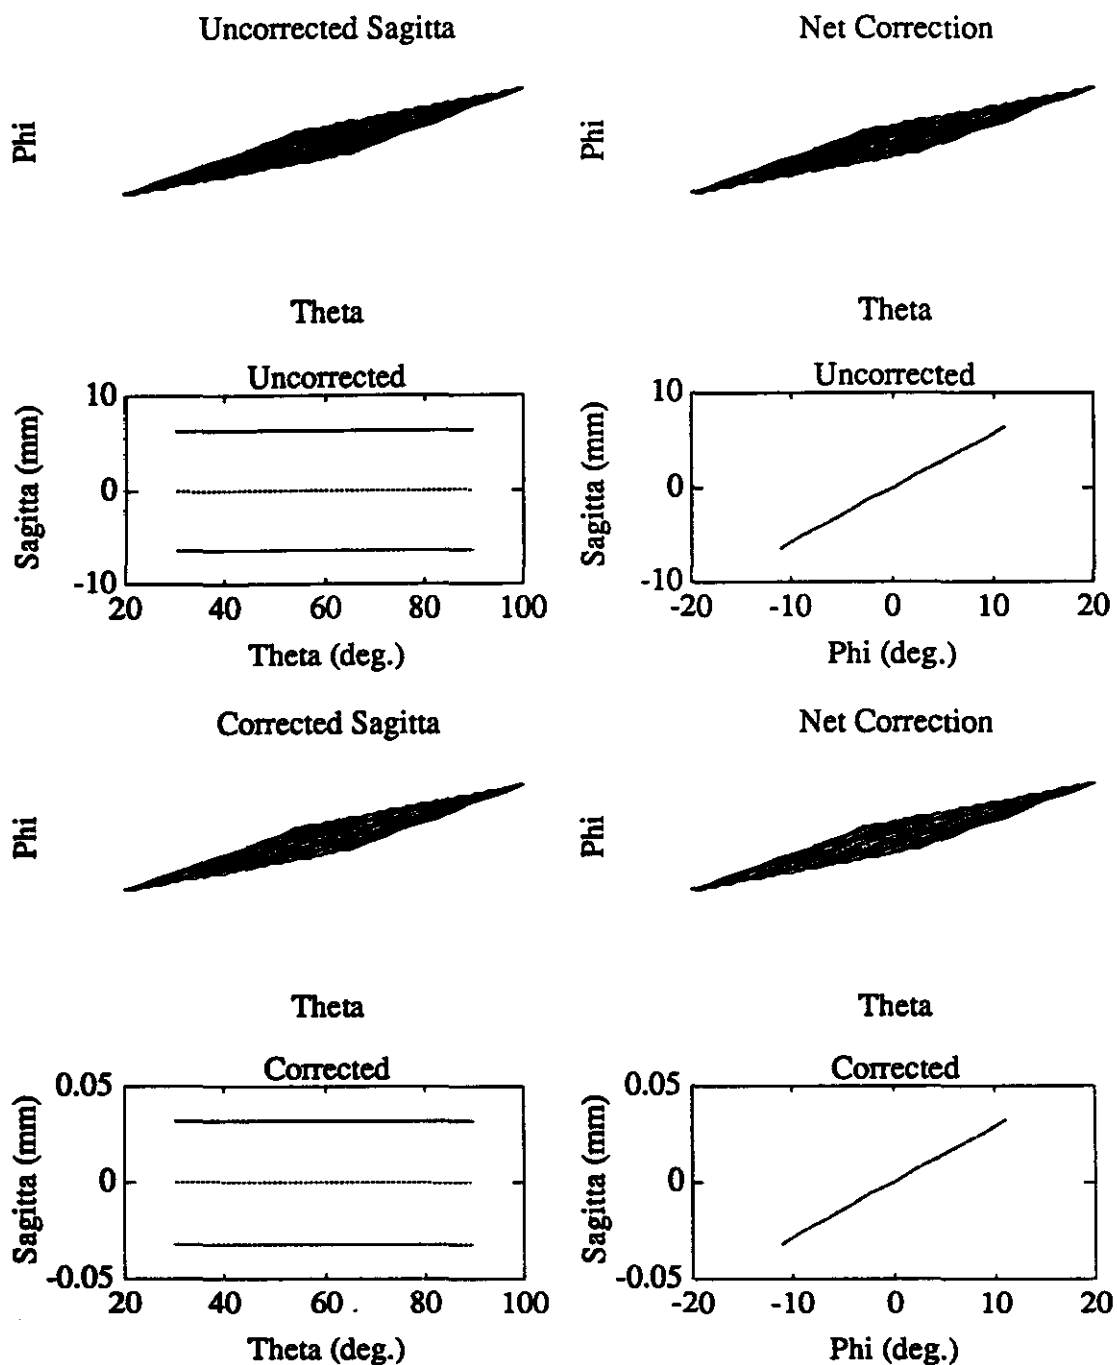 Uncorrected Sagitta
Net Correction
Phi
Phi
Theta
Theta
Uncorrected
Uncorrected
Sagitta (mm)
10
0
-10
20 40 60 80 100
Theta (deg.)
Sagitta (mm)
10
0
-10
-20 -10 0 10 20
Phi (deg.)
Corrected Sagitta
Net Correction
Phi
Phi
Theta
Theta
Corrected
Corrected
Sagitta (mm)
0.05
0
-0.05
20 40 60 80 100
Theta (deg.)
Sagitta (mm)
0.05
0
-0.05
-20 -10 0 10 20
Phi (deg.)